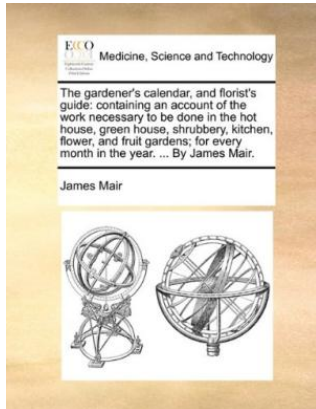 ECCO
Medicine, Science and Technology
The gardener's calendar, and florist's
guide: containing an account of the
work necessary to be done in the hot
house, green house, shrubbery, kitchen,
flower, and fruit gardens; for every
month in the year. ... By James Mair.
James Mair